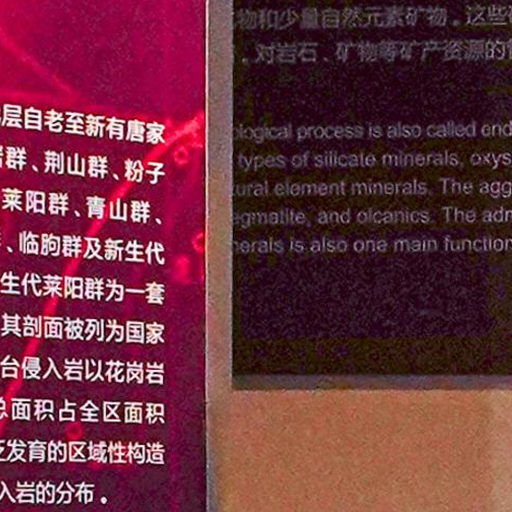 层自老至新有唐家
群、荆山群、粉子
莱阳群、青山群、
、临朐群及新生代
生代莱阳群为一套
其剖面被列为国家
台侵入岩以花岗岩
总面积占全区面积
泛发育的区域性构造
入岩的分布。
物和少量自然元素矿物。这些
。对岩石、矿物等矿产资源的
ological process is also called end
types of silicate minerals, oxys
ural element minerals. The agg
egmatite, and olcanics. The adm
nerals is also one main function